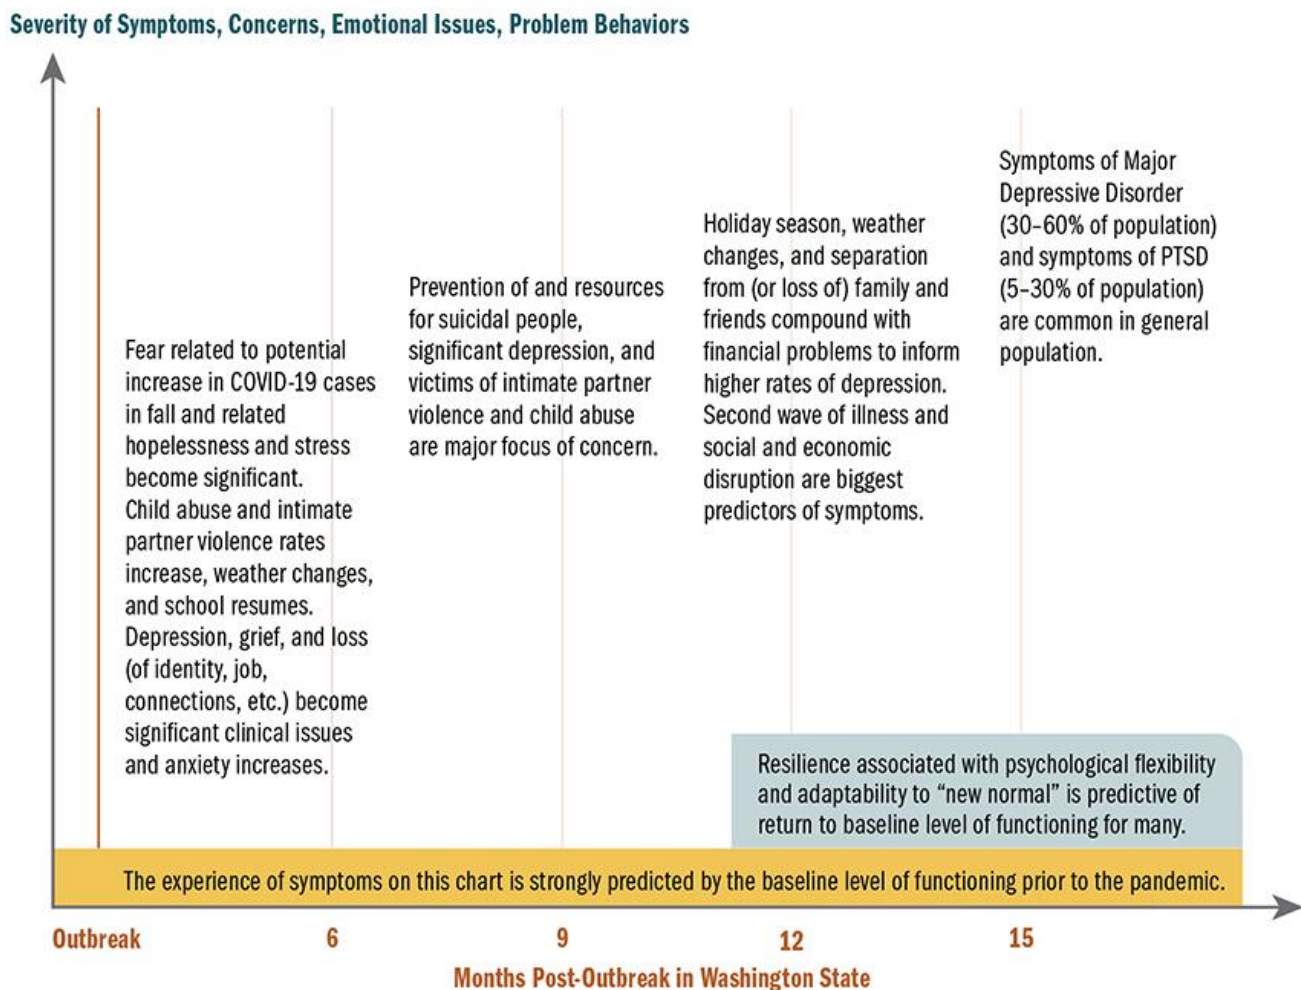 Severity of Symptoms, Concerns, Emotional Issues, Problem Behaviors
Fear related to potential
increase in COVID-19 cases
in fall and related
hopelessness and stress
become significant.
Child abuse and intimate
partner violence rates
increase, weather changes,
and school resumes.
Depression, grief, and loss
(of identity, job,
connections, etc.) become
significant clinical issues
and anxiety increases.
Prevention of and resources
for suicidal people,
significant depression, and
victims of intimate partner
violence and child abuse
are major focus of concern.
Holiday season, weather
changes, and separation
from (or loss of) family and
friends compound with
financial problems to inform
higher rates of depression.
Second wave of illness and
social and economic
disruption are biggest
predictors of symptoms.
Symptoms of Major
Depressive Disorder
(30–60% of population)
and symptoms of PTSD
(5–30% of population)
are common in general
population.
Resilience associated with psychological flexibility
and adaptability to “new normal” is predictive of
return to baseline level of functioning for many.
The experience of symptoms on this chart is strongly predicted by the baseline level of functioning prior to the pandemic.
Outbreak 6 9 12 15
Months Post-Outbreak in Washington State